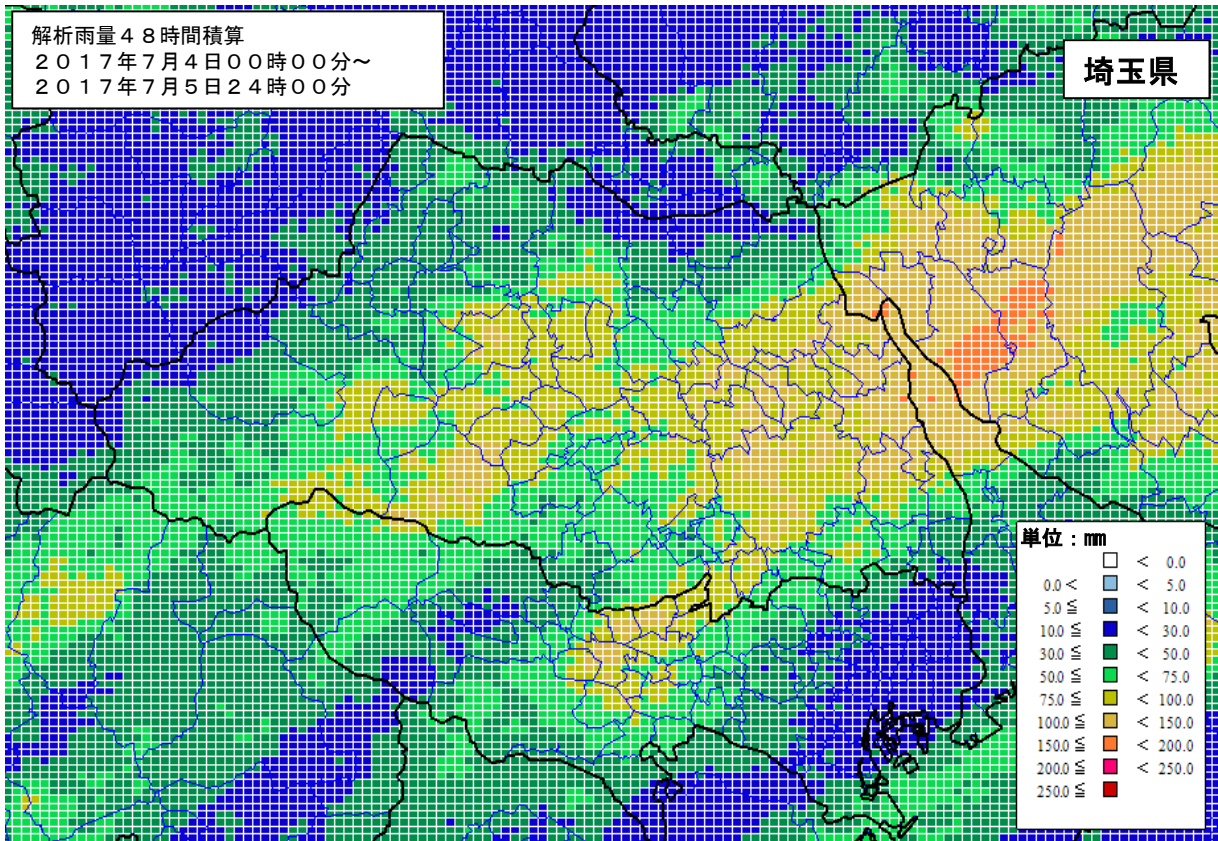 解析雨量48時間積算
2017年7月4日00時00分~
2017年7月5日24時00分
埼玉県
単位:mm
< 0.0
0.0 < < 5.0
5.0 ≦ < 10.0
10.0 ≦ < 30.0
30.0 ≦ < 50.0
50.0 ≦ < 75.0
75.0 ≦ < 100.0
100.0 ≦ < 150.0
150.0 ≦ < 200.0
200.0 ≦ < 250.0
250.0 ≦